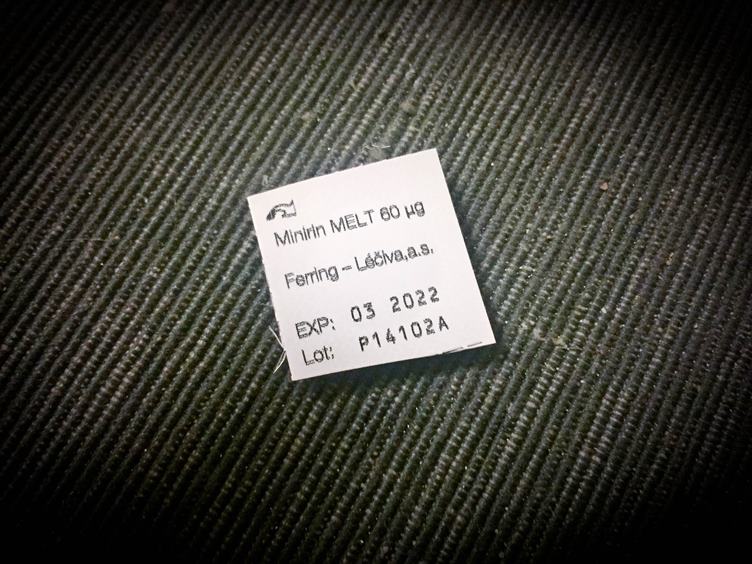 Minirin MELT 60 µg
Ferring – Léčiva,a.s.
EXP: 03 2022
Lot: P14102A